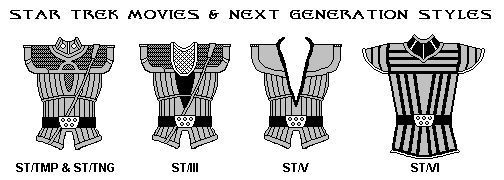 STAR TREK MOVIES & NEXT GENERATION STYLES
ST/TMP & ST/TNG ST/III ST/V ST/VI